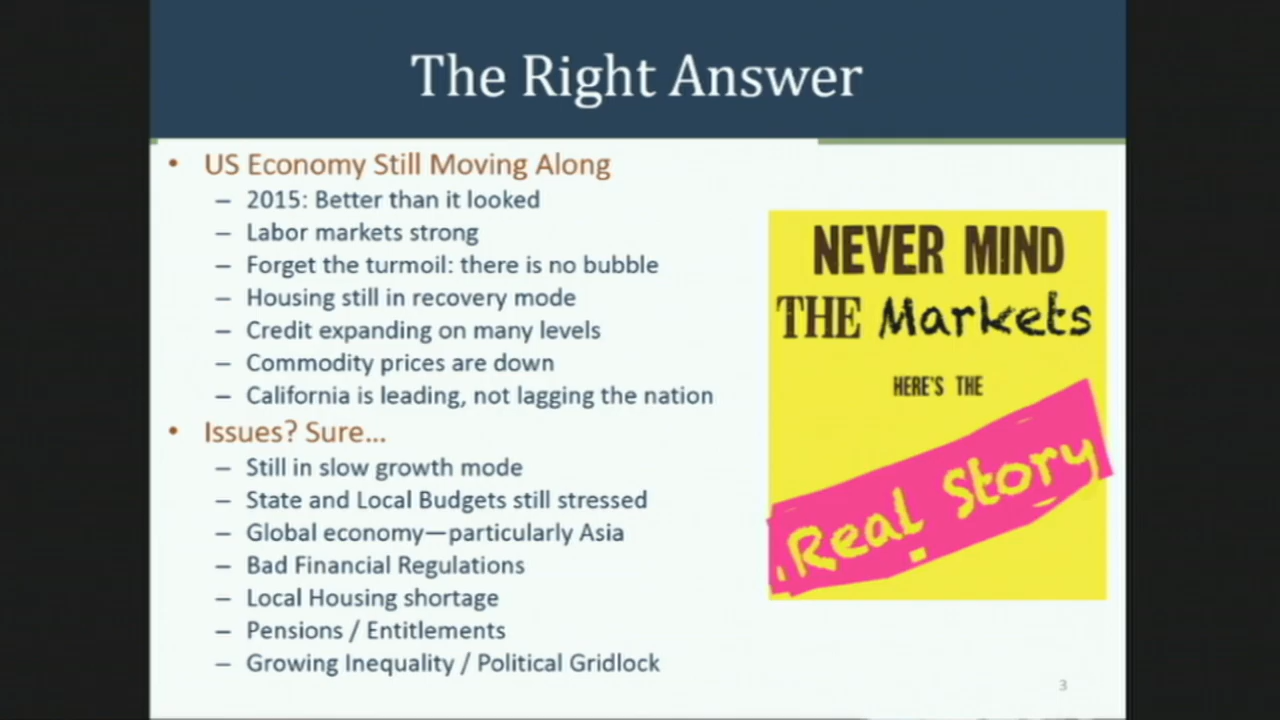 The Right Answer
• US Economy Still Moving Along
– 2015: Better than it looked
– Labor markets strong
– Forget the turmoil: there is no bubble
– Housing still in recovery mode
– Credit expanding on many levels
– Commodity prices are down
– California is leading, not lagging the nation
• Issues? Sure...
– Still in slow growth mode
– State and Local Budgets still stressed
– Global economy—particularly Asia
– Bad Financial Regulations
– Local Housing shortage
– Pensions / Entitlements
– Growing Inequality / Political Gridlock
NEVER MIND
THE Markets
HERE'S THE
Real Story
3